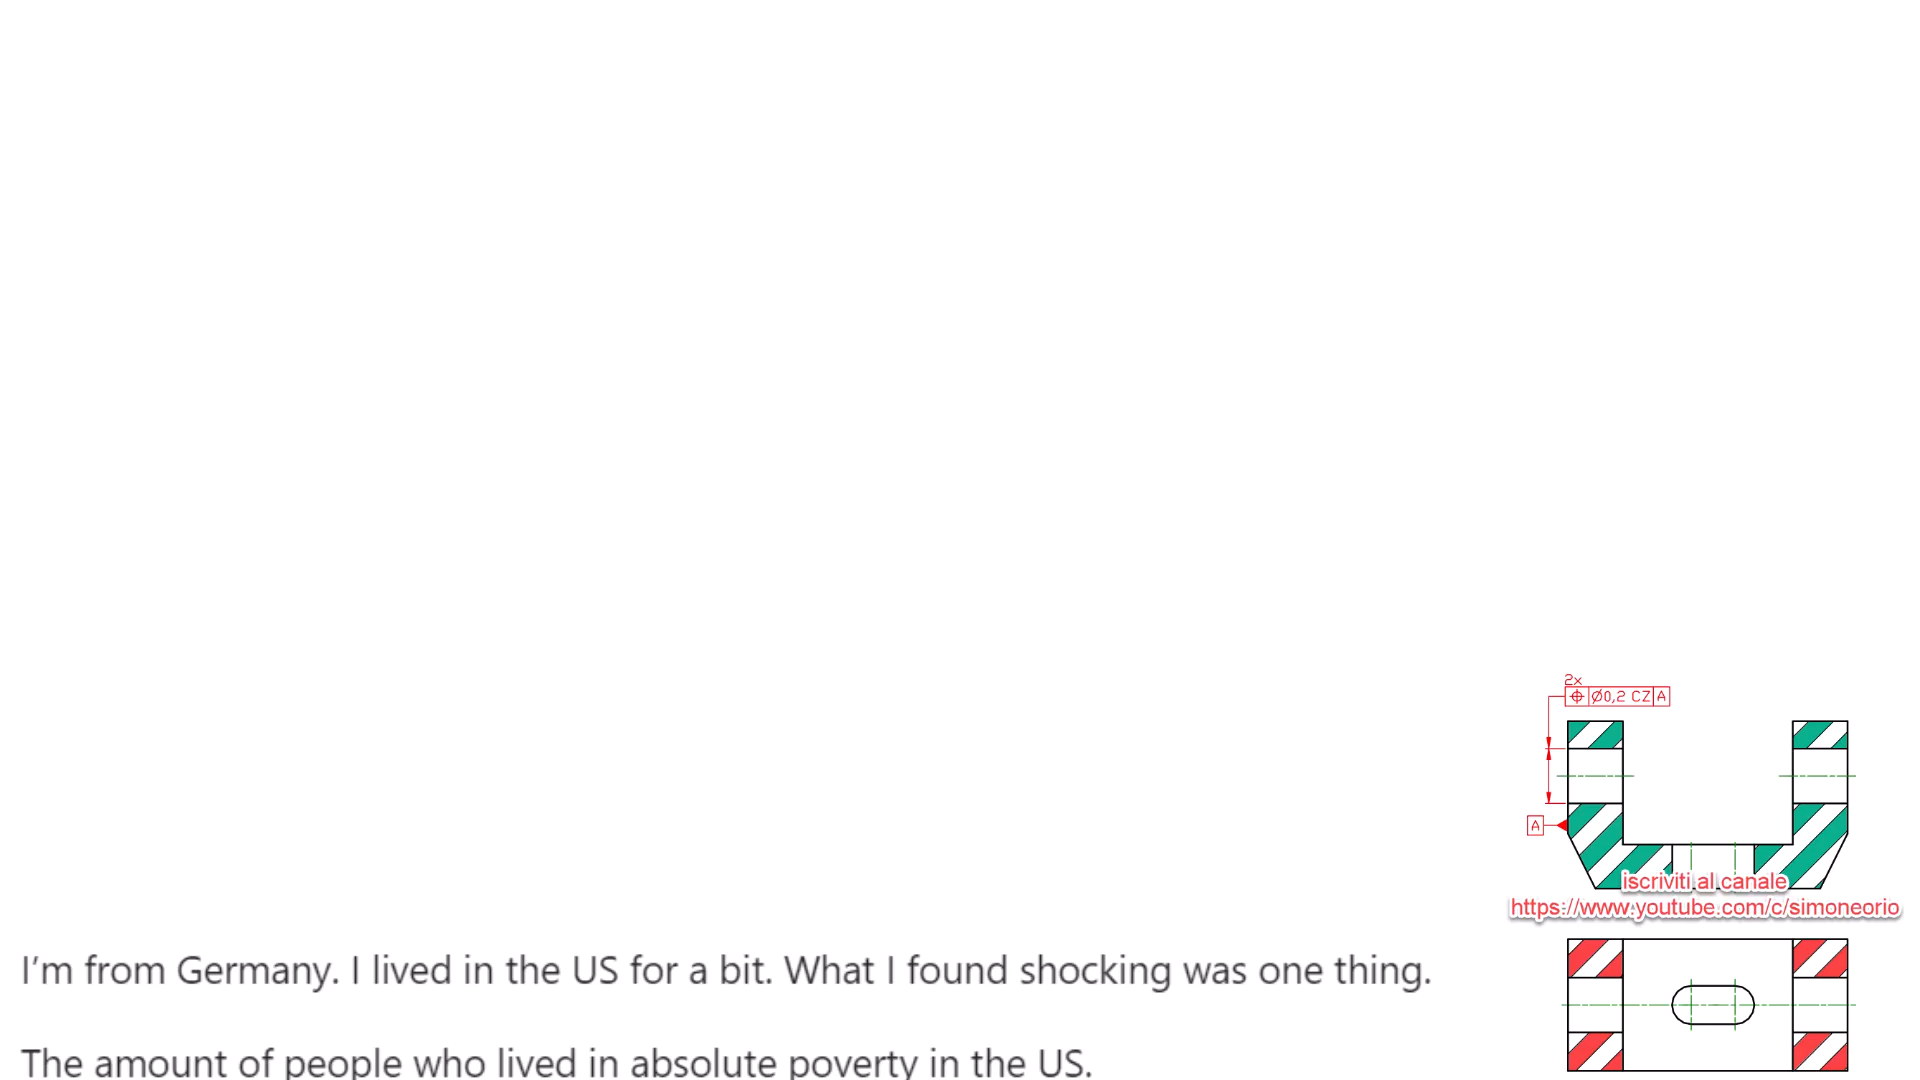 2x
⌖ Ø0,2 CZ A
A
iscriviti al canale
https://www.youtube.com/c/simoneorio
I’m from Germany. I lived in the US for a bit. What I found shocking was one thing.
The amount of people who lived in absolute poverty in the US.